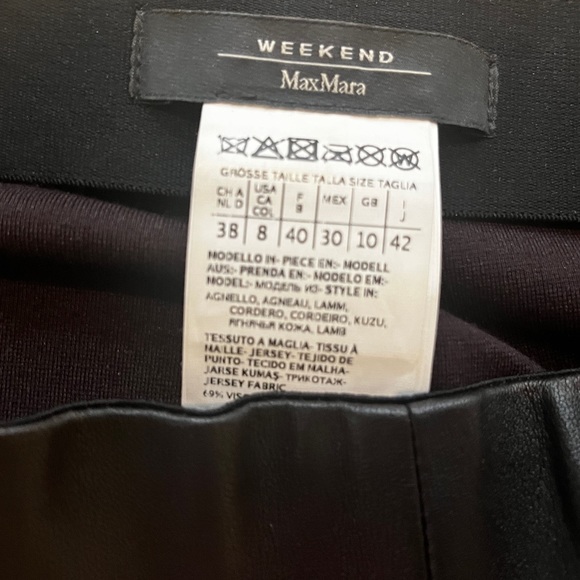 WEEKEND
MaxMara
GRÖSSE TAILLE TALLA SIZE TAGLIA
CH A NL D | USA CA COL | F B | MEX | GB | I J
38 | 8 | 40 | 30 | 10 | 42
MODELLO IN- PIECE EN:- MODELL
AUS:- PRENDA EN:- MODELO EM:-
MODEL:- МОДЕЛЬ ИЗ- STYLE IN:
AGNELLO, AGNEAU, LAMM,
CORDERO, CORDEIRO, KUZU,
ЯГНЯЧЬЯ КОЖА, LAMB
TESSUTO A MAGLIA- TISSU À
MAILLE- JERSEY- TEJIDO DE
PUNTO- TECIDO EM MALHA-
JARSE KUMAŞ- ТРИКОТАЖ-
JERSEY FABRIC
69% VISC